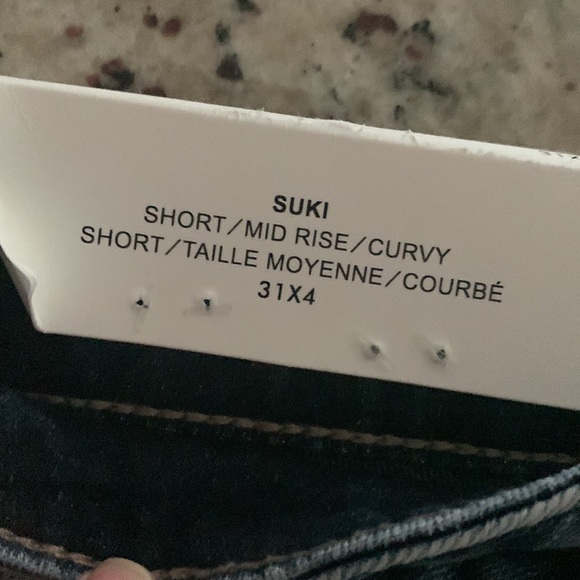 SUKI
SHORT/MID RISE/CURVY
SHORT/TAILLE MOYENNE/COURBÉ
31X4